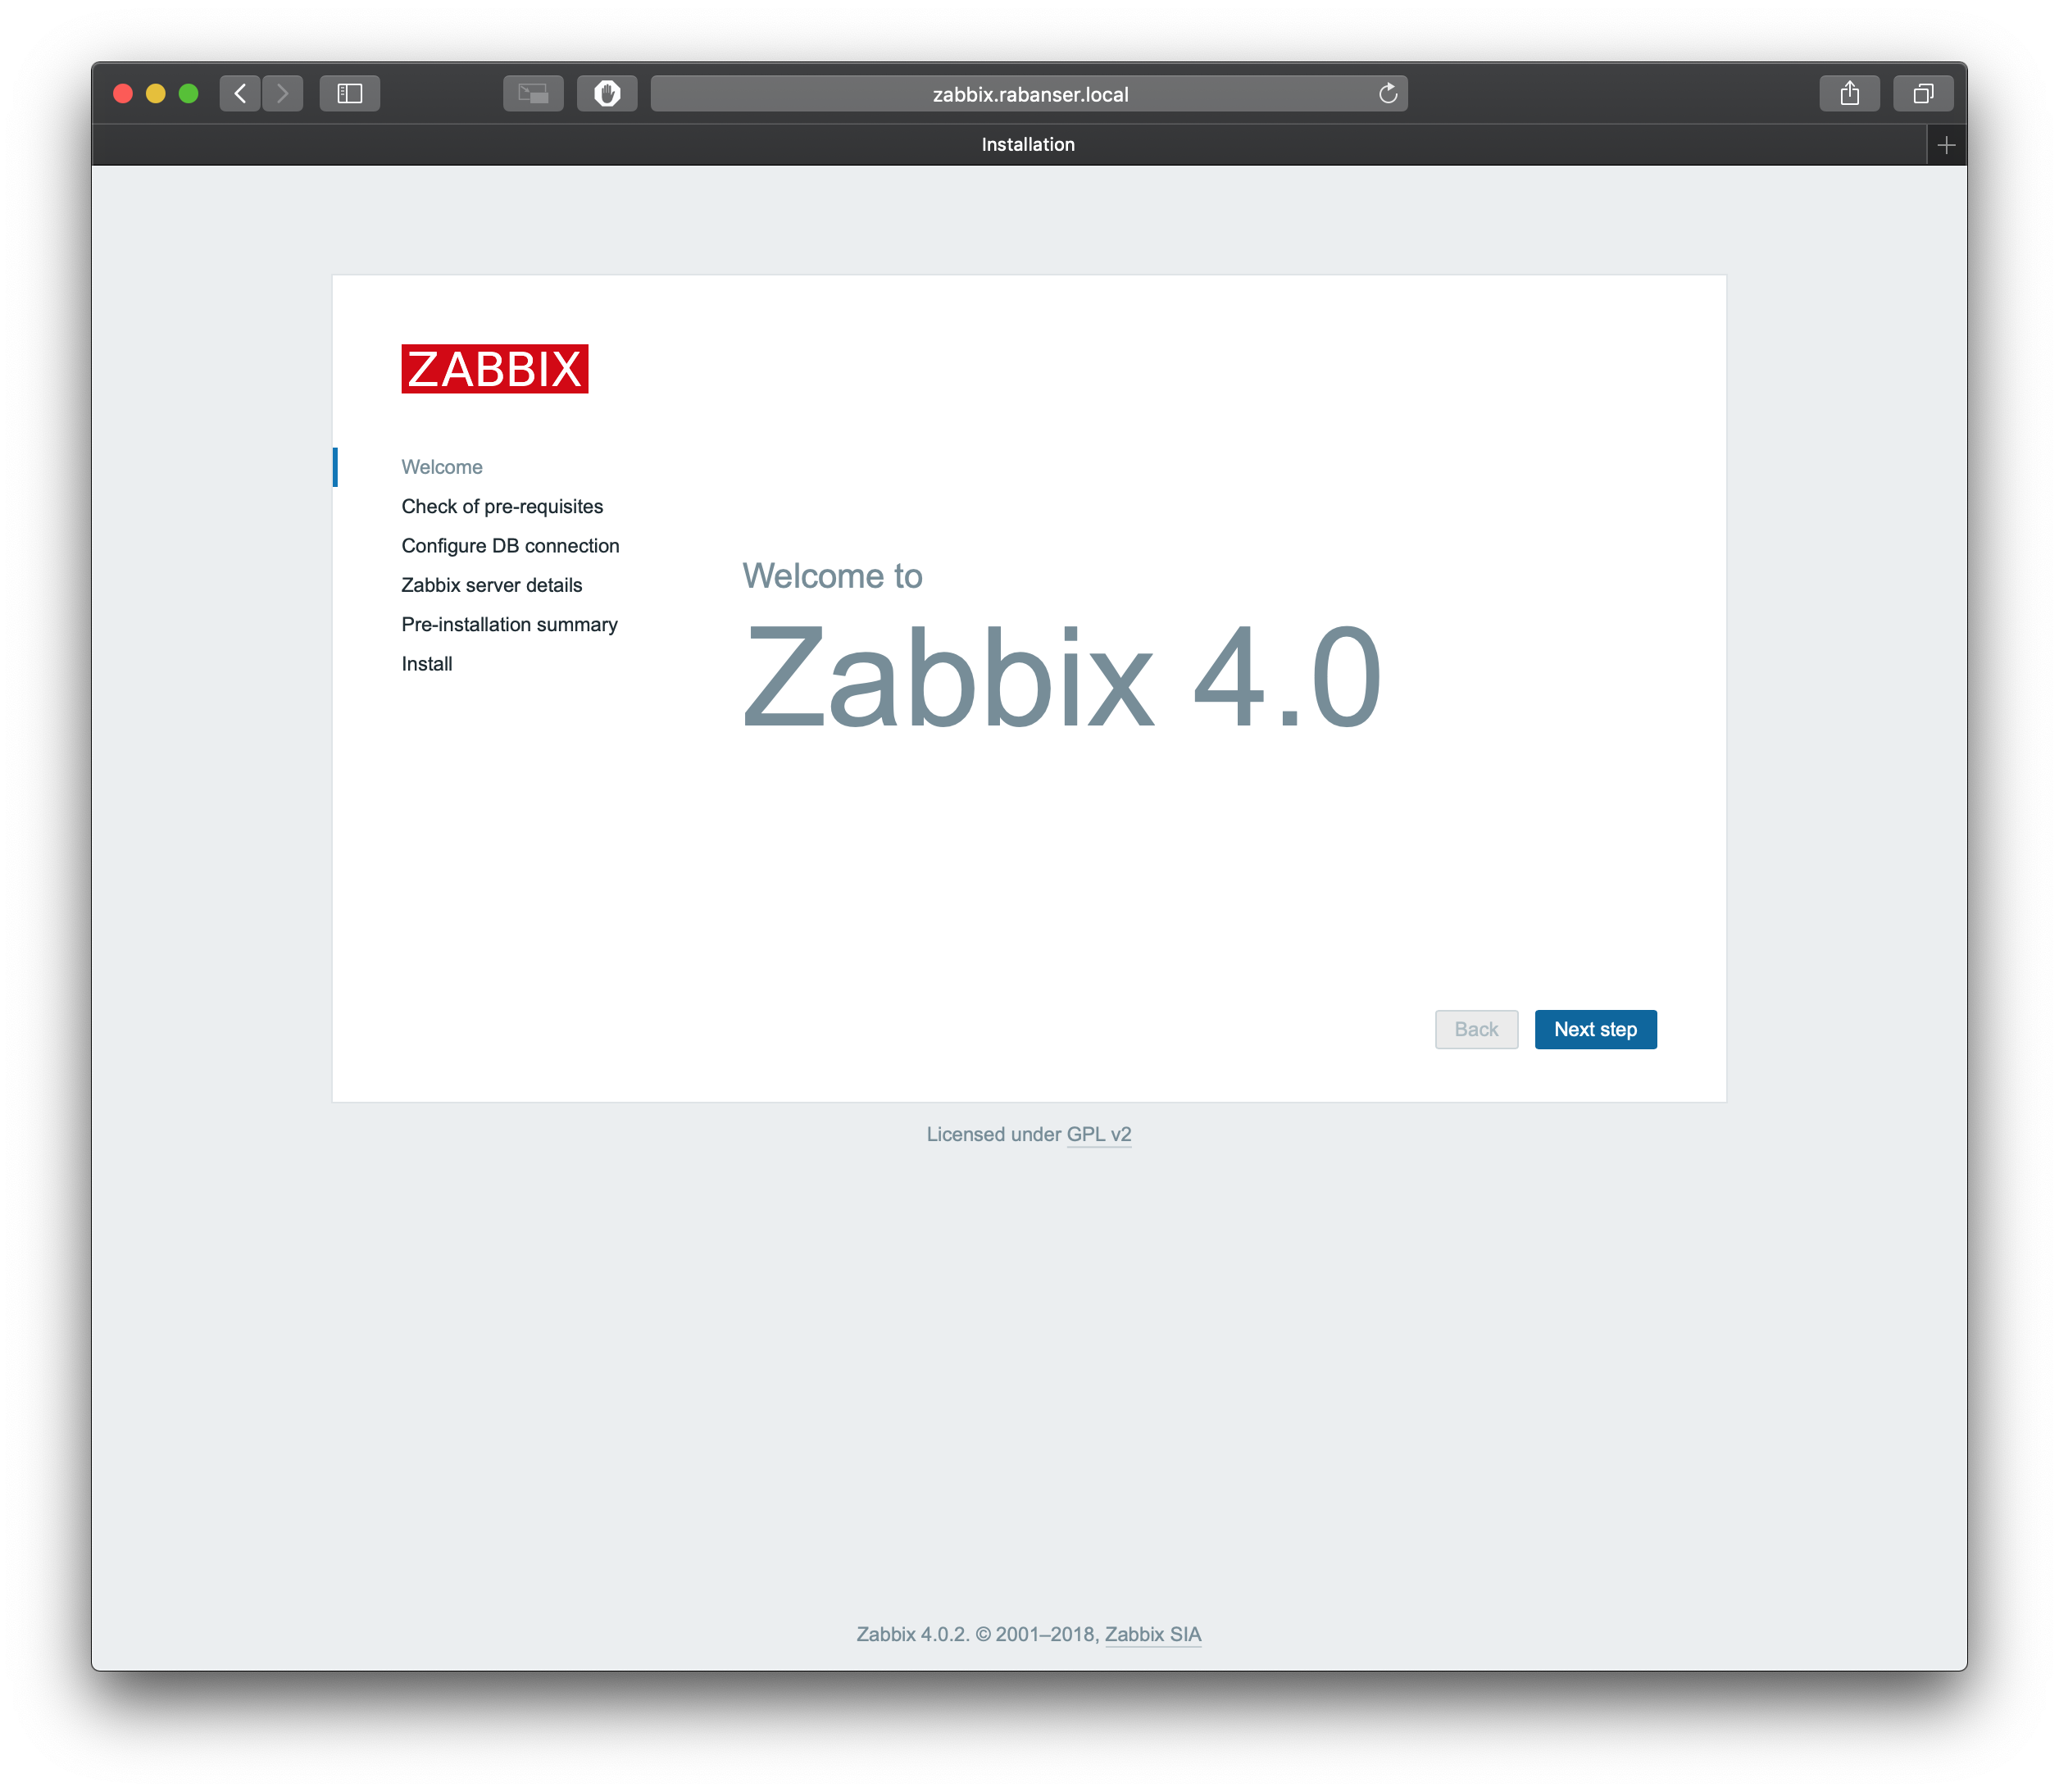 zabbix.rabanser.local
Installation
ZABBIX
Welcome
Check of pre-requisites
Configure DB connection
Zabbix server details
Pre-installation summary
Install
Welcome to
Zabbix 4.0
Back
Next step
Licensed under GPL v2
Zabbix 4.0.2. © 2001–2018, Zabbix SIA